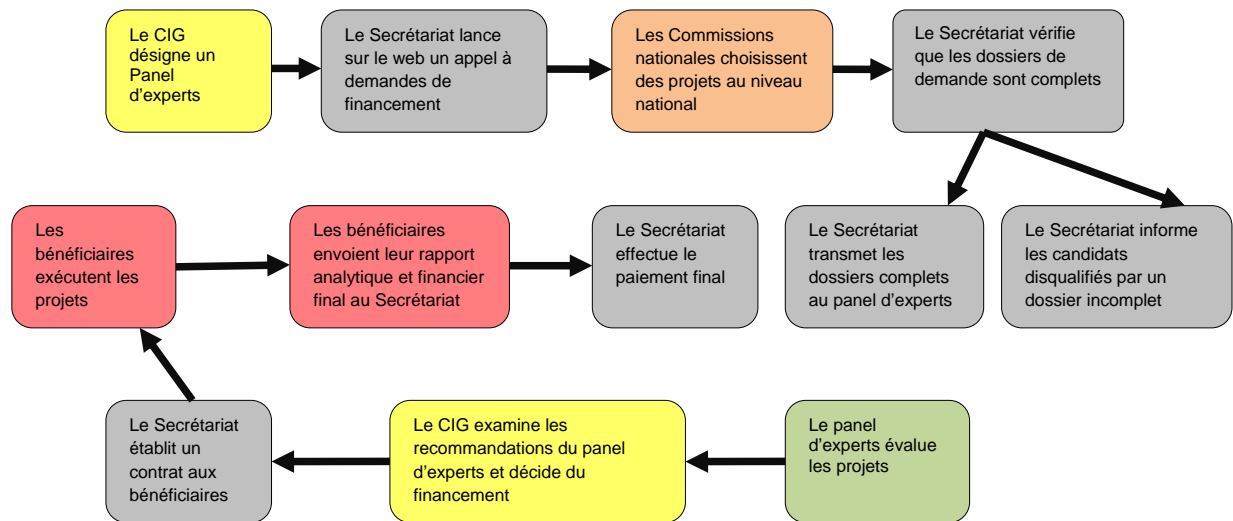 Le CIG
désigne un
Panel
d'experts
Le Secrétariat lance
sur le web un appel à
demandes de
financement
Les Commissions
nationales choisissent
des projets au niveau
national
Le Secrétariat vérifie
que les dossiers de
demande sont complets
Les
bénéficiaires
exécutent les
projets
Les bénéficiaires
envoient leur rapport
analytique et financier
final au Secrétariat
Le Secrétariat
effectue le
paiement final
Le Secrétariat
transmet les
dossiers complets
au panel d'experts
Le Secrétariat informe
les candidats
disqualifiés par un
dossier incomplet
Le Secrétariat
établit un
contrat aux
bénéficiaires
Le CIG examine les
recommandations du panel
d'experts et décide du
financement
Le panel
d'experts évalue
les projets